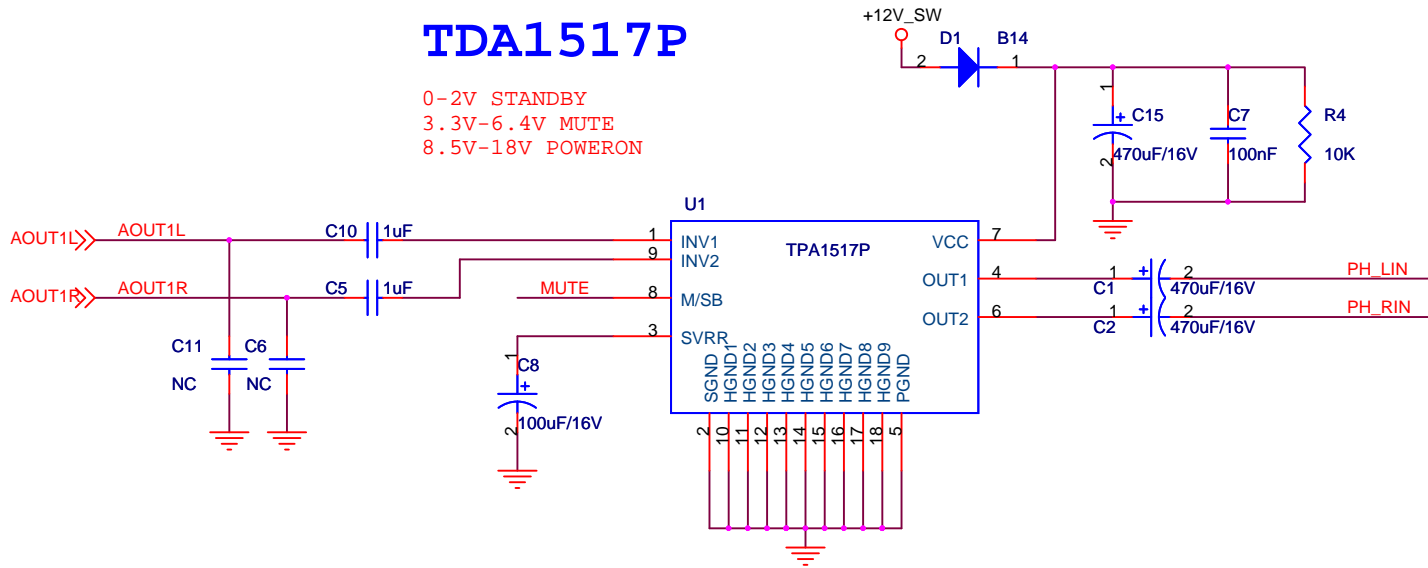 TDA1517P
0-2V STANDBY
3.3V-6.4V MUTE
8.5V-18V POWERON
+12V_SW
D1
B14
2
1
1
C15
470uF/16V
2
C7
100nF
R4
10K
U1
TPA1517P
AOUT1L
AOUT1L
C10
1uF
1
INV1
9
INV2
AOUT1R
AOUT1R
C5
1uF
MUTE
8
M/SB
3
SVRR
VCC
7
OUT1
4
OUT2
6
1
C1
2
470uF/16V
PH_LIN
1
C2
2
470uF/16V
PH_RIN
C11
NC
C6
NC
1
C8
100uF/16V
2
SGND
HGND1
HGND2
HGND3
HGND4
HGND5
HGND6
HGND7
HGND8
HGND9
PGND
2
10
11
12
13
14
15
16
17
18
5